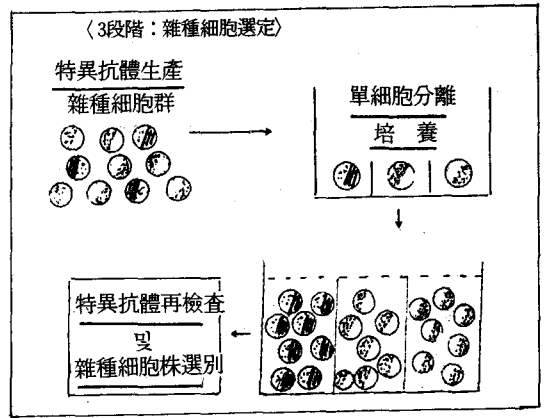 〈3段階：雜種細胞選定〉
特異抗體生產
雜種細胞群
單細胞分離
培 養
特異抗體再檢査
및
雜種細胞株選別